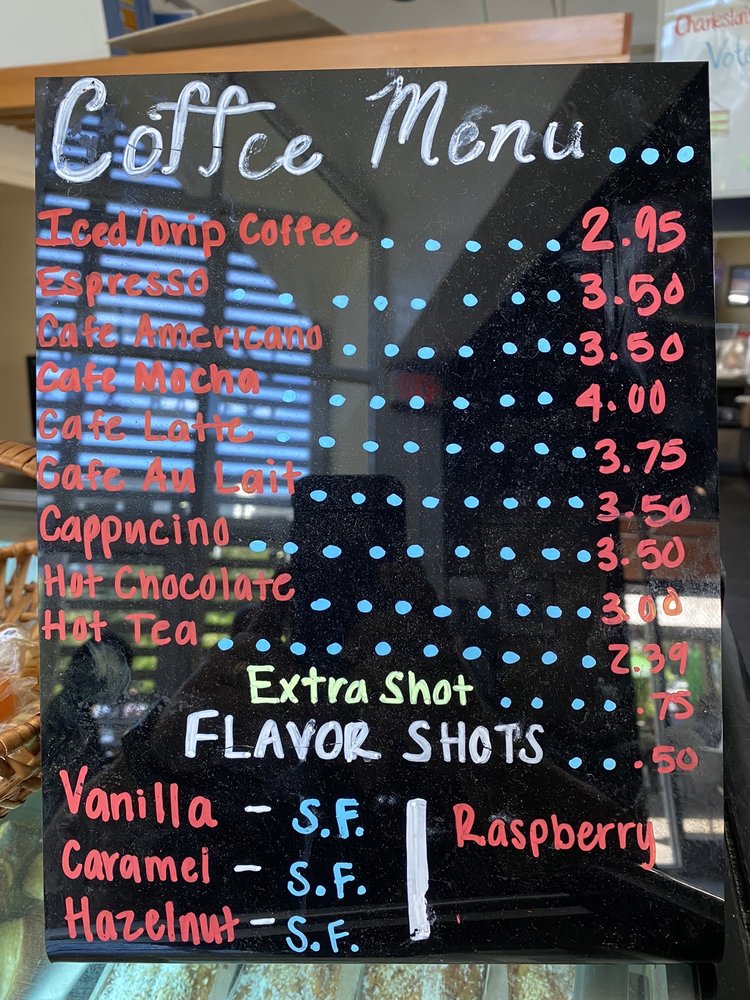 Coffee Menu...
Iced/Drip Coffee ..... 2.95
Espresso ........ 3.50
Cafe Americano ...... 3.50
Cafe Mocha ....... 4.00
Cafe Latte ........ 3.75
Cafe Au Lait ....... 3.50
Cappucino ........ 3.50
Hot Chocolate ....... 3.00
Hot Tea ........... 2.39
Extra Shot .... .75
FLAVOR SHOTS .. .50
Vanilla - S.F. | Raspberry
Caramel - S.F.
Hazelnut - S.F.